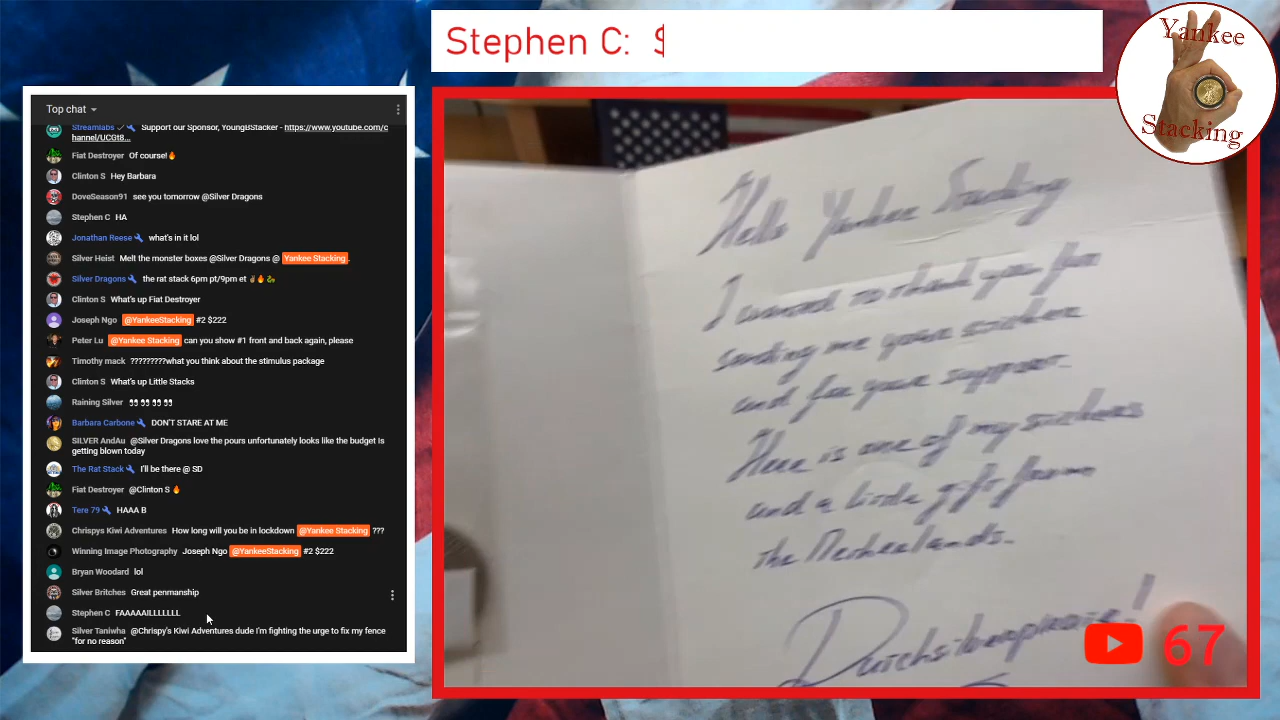 Stephen C: $
Yankee
Stacking
Top chat
Streamlabs Support our Sponsor, YoungBStacker - https://www.youtube.com/c
hannel/UCGt8...
Fiat Destroyer Of course!🔥
Clinton S Hey Barbara
DoveSeason91 see you tomorrow @Silver Dragons
Stephen C HA
Jonathan Reese what's in it lol
Silver Heist Melt the monster boxes @Silver Dragons @ Yankee Stacking.
Silver Dragons the rat stack 6pm pt/9pm et ✌🔥🐉
Clinton S What's up Fiat Destroyer
Joseph Ngo @YankeeStacking #2 $222
Peter Lu @Yankee Stacking can you show #1 front and back again, please
Timothy mack ?????????what you think about the stimulus package
Clinton S What's up Little Stacks
Raining Silver
Barbara Carbone DON'T STARE AT ME
SILVER AndAu @Silver Dragons love the pours unfortunately looks like the budget is
getting blown today
The Rat Stack I'll be there @ SD
Fiat Destroyer @Clinton S 🔥
Tere 79 HAAA B
Chrispys Kiwi Adventures How long will you be in lockdown @Yankee Stacking ???
Winning Image Photography Joseph Ngo @YankeeStacking #2 $222
Bryan Woodard lol
Silver Britches Great penmanship
Stephen C FAAAAAILLLLLLL
Silver Taniwha @Chrispy's Kiwi Adventures dude I'm fighting the urge to fix my fence
"for no reason"
Hello Yankee Stacking
I wanted to thank you for
sending me your sticker
and for your support.
Here is one of my stickers
and a little gift from
the Netherlands.
67